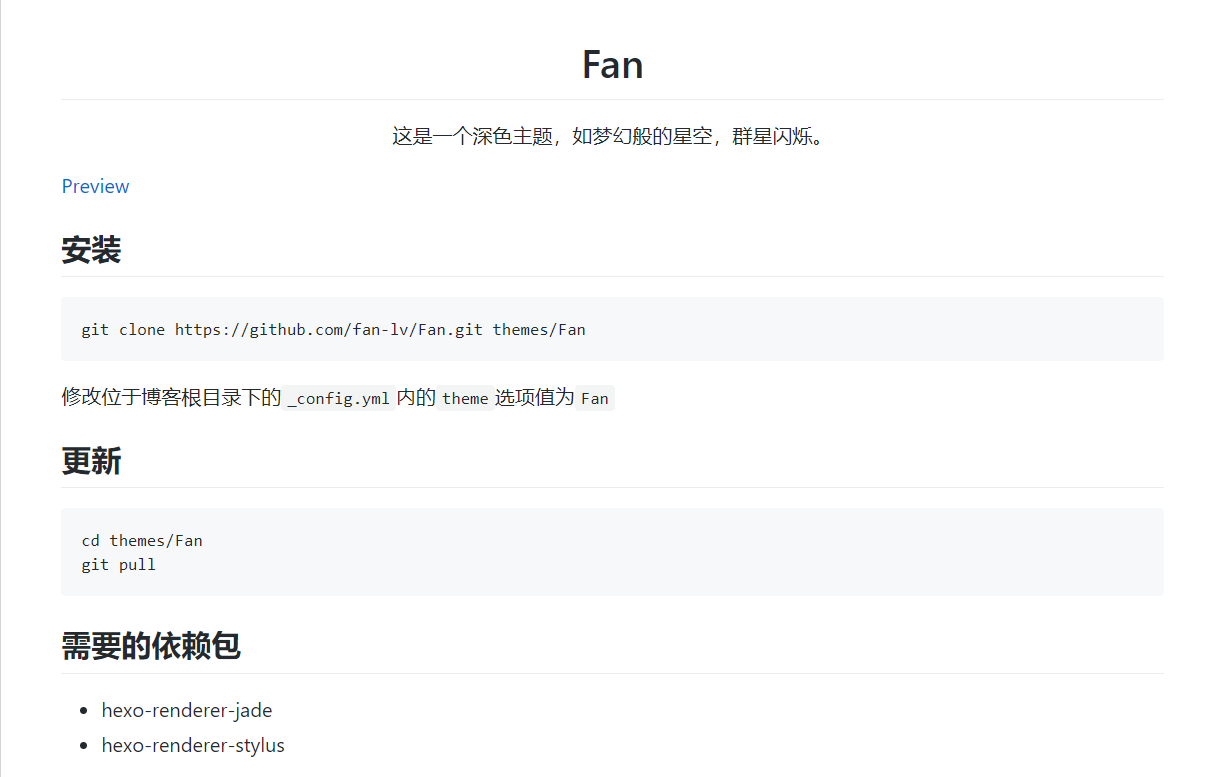 Fan
这是一个深色主题，如梦幻般的星空，群星闪烁。
Preview
安装
git clone https://github.com/fan-lv/Fan.git themes/Fan
修改位于博客根目录下的 _config.yml 内的 theme 选项值为 Fan
更新
cd themes/Fan
git pull
需要的依赖包
hexo-renderer-jade
hexo-renderer-stylus